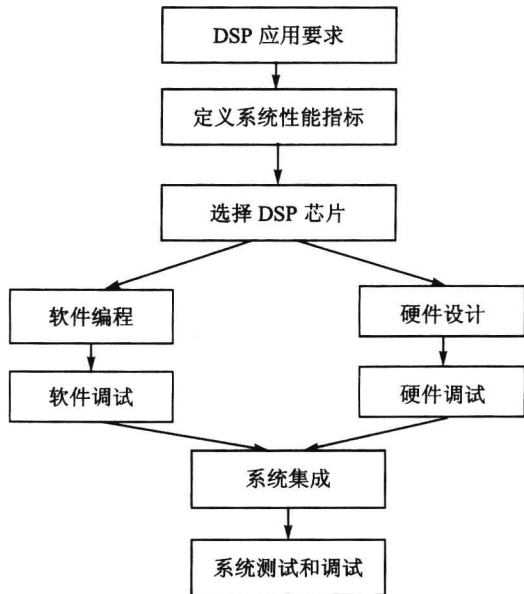 DSP 应用要求
定义系统性能指标
选择 DSP 芯片
软件编程
硬件设计
软件调试
硬件调试
系统集成
系统测试和调试